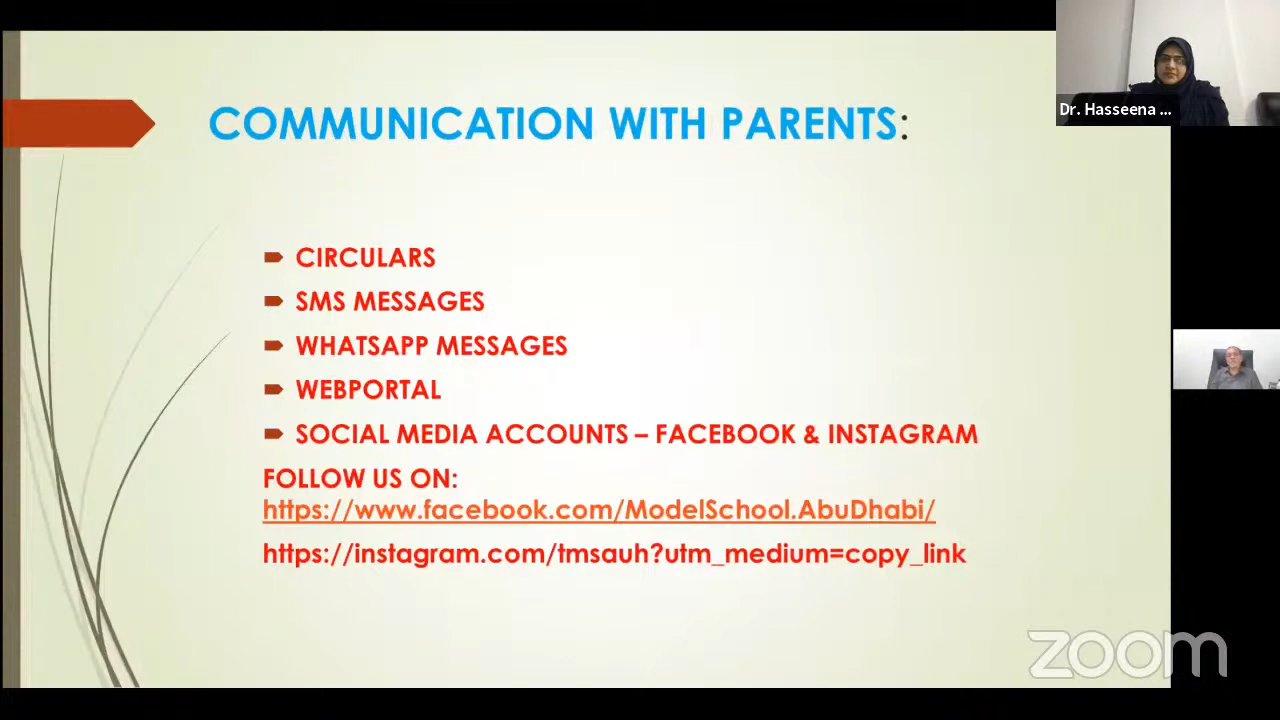 COMMUNICATION WITH PARENTS:
Dr. Hasseena ...
CIRCULARS
SMS MESSAGES
WHATSAPP MESSAGES
WEBPORTAL
SOCIAL MEDIA ACCOUNTS – FACEBOOK & INSTAGRAM
FOLLOW US ON:
https://www.facebook.com/ModelSchool.AbuDhabi/
https://instagram.com/tmsauh?utm_medium=copy_link
zoom